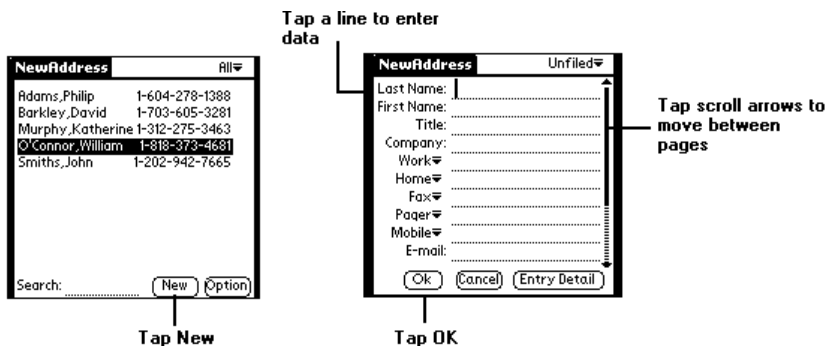 Tap a line to enter
data
NewAddress All
Adams,Philip 1-604-278-1388
Barkley,David 1-703-605-3281
Murphy,Katherine 1-312-275-3463
O'Connor,William 1-818-373-4681
Smiths,John 1-202-942-7665
Search: New Option
Tap New
NewAddress Unfiled
Last Name:
First Name:
Title:
Company:
Work
Home
Fax
Pager
Mobile
E-mail:
Ok Cancel Entry Detail
Tap OK
Tap scroll arrows to
move between
pages